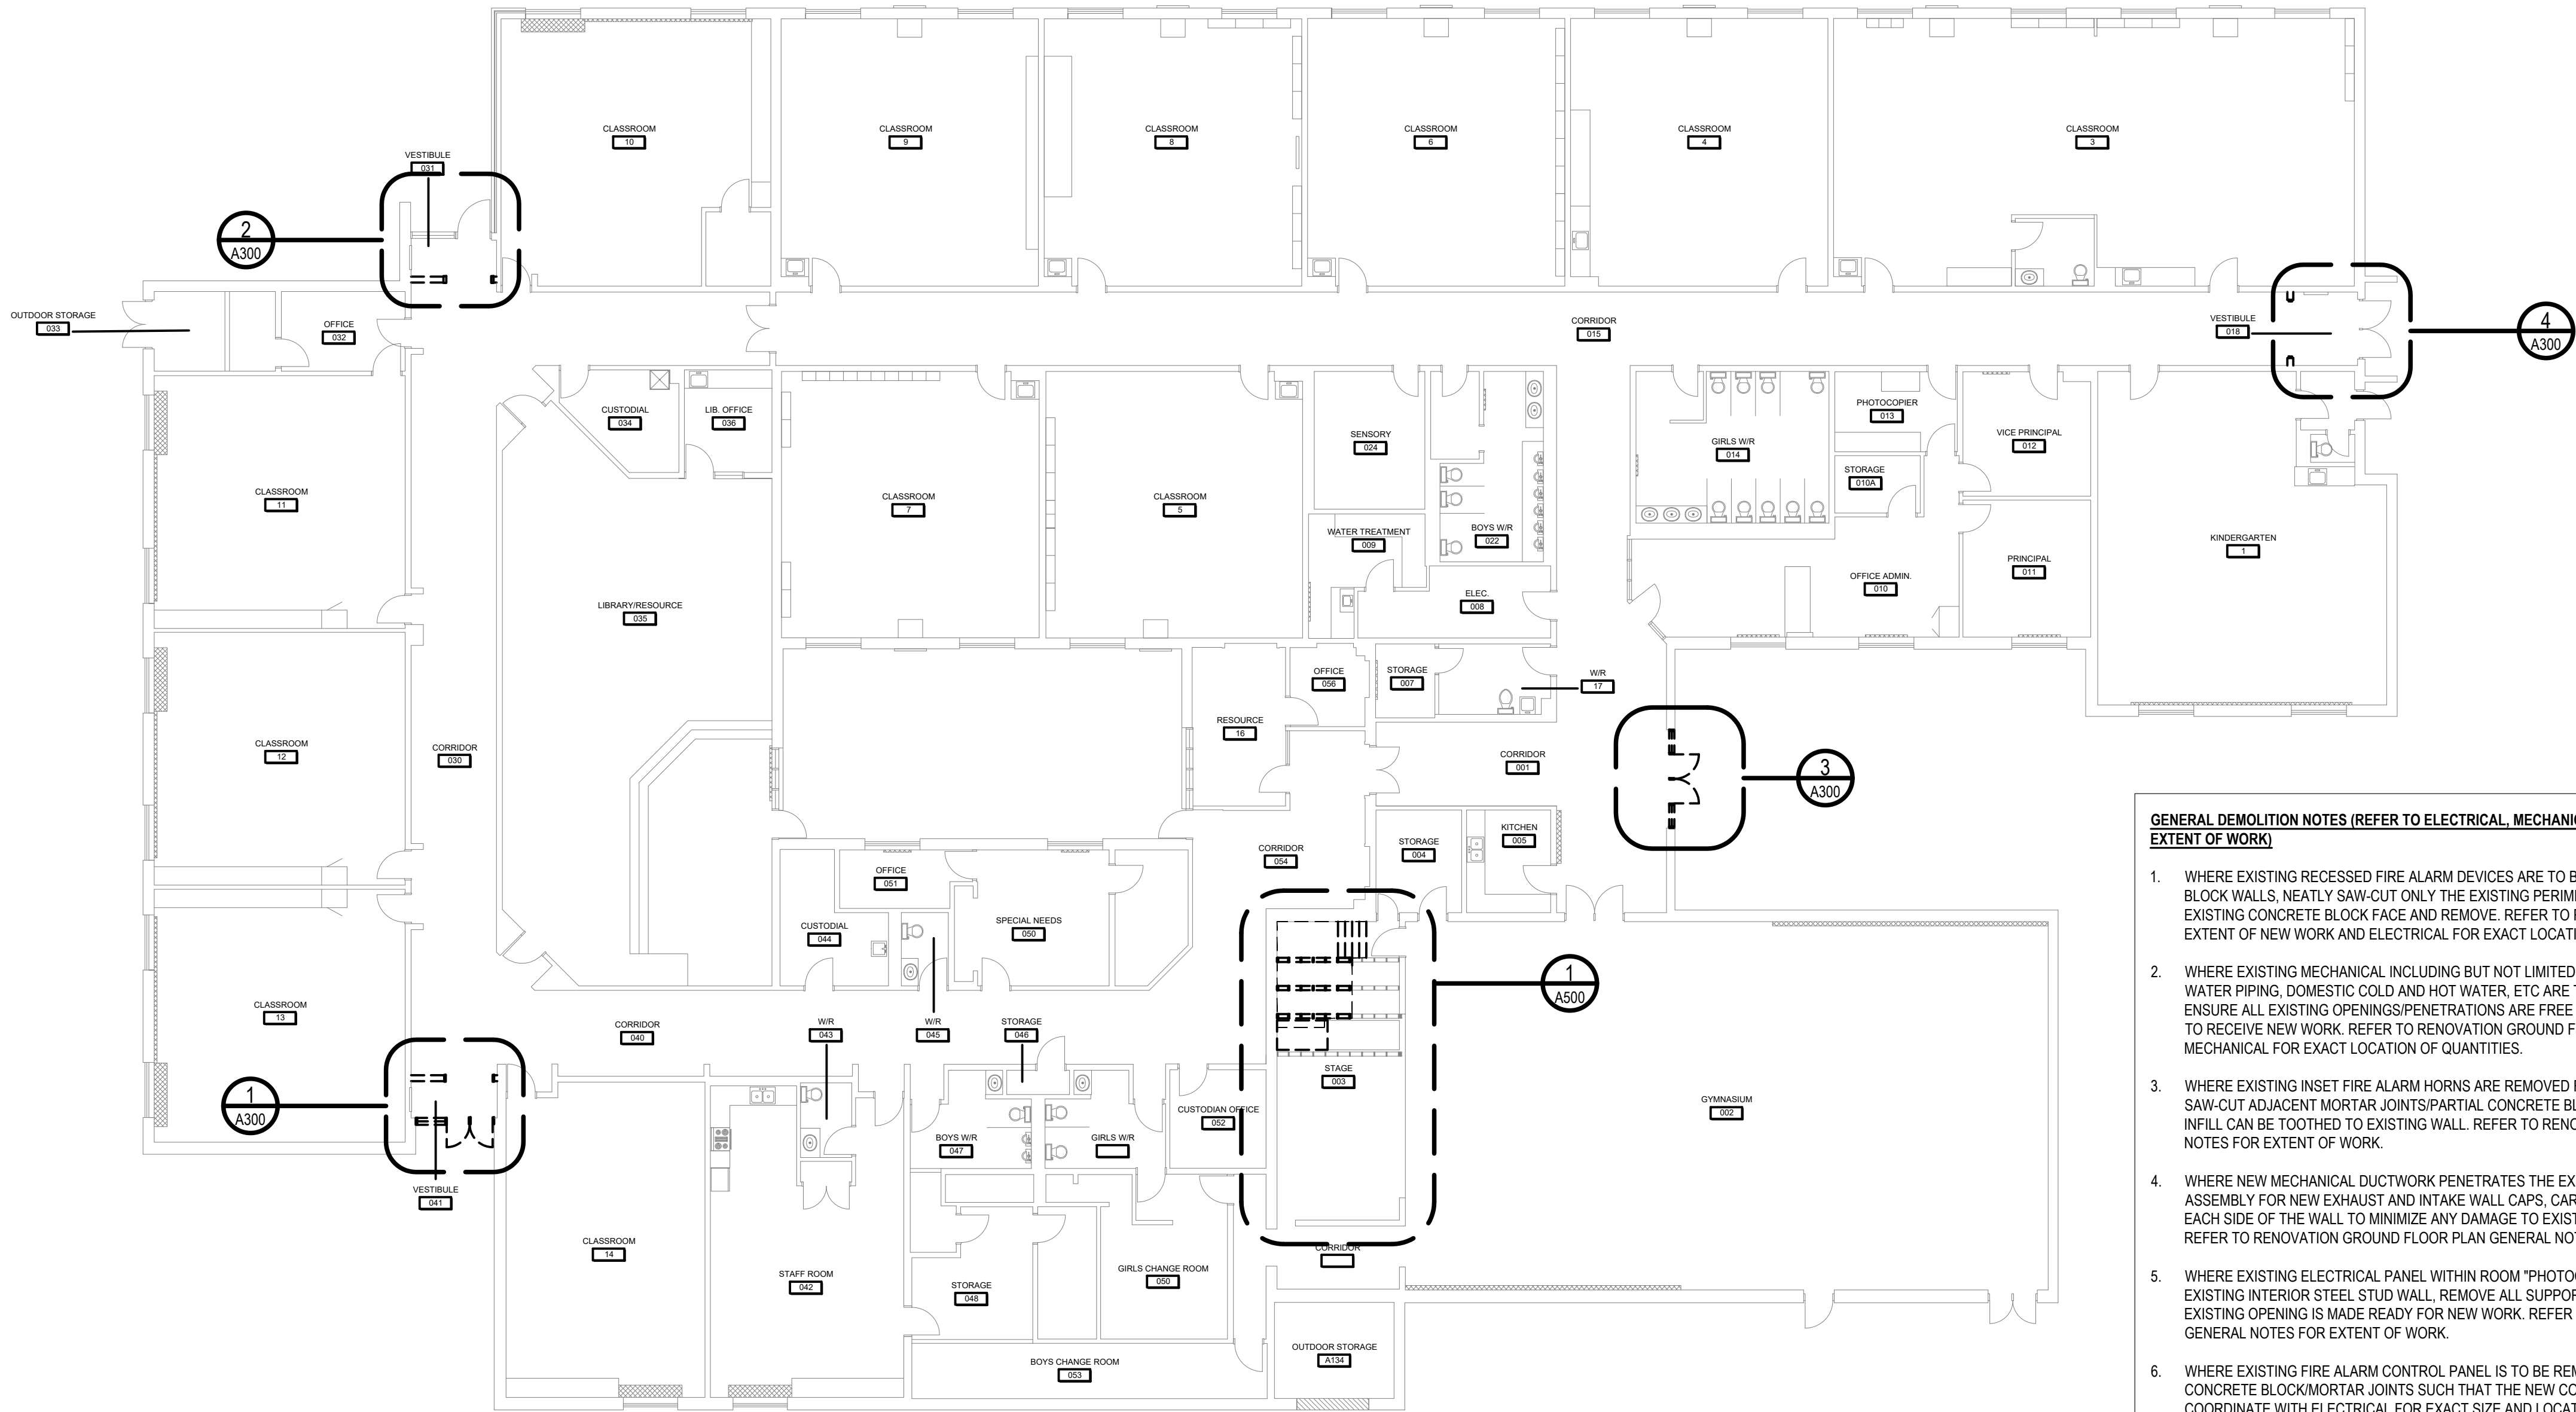 CLASSROOM
10
CLASSROOM
9
CLASSROOM
8
CLASSROOM
6
CLASSROOM
4
CLASSROOM
3
VESTIBULE
031
2
A300
OUTDOOR STORAGE
033
OFFICE
032
CORRIDOR
015
VESTIBULE
018
4
A300
CUSTODIAL
034
LIB. OFFICE
036
SENSORY
024
GIRLS W/R
014
PHOTOCOPIER
013
VICE PRINCIPAL
012
STORAGE
010A
CLASSROOM
11
CLASSROOM
7
CLASSROOM
5
WATER TREATMENT
009
BOYS W/R
022
KINDERGARTEN
1
PRINCIPAL
011
OFFICE ADMIN.
010
LIBRARY/RESOURCE
035
ELEC.
008
OFFICE
056
STORAGE
007
W/R
17
RESOURCE
16
CLASSROOM
12
CORRIDOR
030
CORRIDOR
001
3
A300
STORAGE
004
KITCHEN
005
CORRIDOR
054
OFFICE
051
CUSTODIAL
044
SPECIAL NEEDS
050
1
A500
CLASSROOM
13
CORRIDOR
040
W/R
043
W/R
045
STORAGE
046
STAGE
003
GYMNASIUM
002
1
A300
CUSTODIAN OFFICE
052
BOYS W/R
047
GIRLS W/R
VESTIBULE
041
CLASSROOM
14
STAFF ROOM
042
STORAGE
048
GIRLS CHANGE ROOM
050
CORRIDOR
OUTDOOR STORAGE
A134
BOYS CHANGE ROOM
053
GENERAL DEMOLITION NOTES (REFER TO ELECTRICAL,
EXTENT OF WORK)
1. WHERE EXISTING RECESSED FIRE ALARM DEVICES ARE TO
BLOCK WALLS, NEATLY SAW-CUT ONLY THE EXISTING
EXISTING CONCRETE BLOCK FACE AND REMOVE. REFER TO
EXTENT OF NEW WORK AND ELECTRICAL FOR EXACT
2. WHERE EXISTING MECHANICAL INCLUDING BUT NOT LIMITED
WATER PIPING, DOMESTIC COLD AND HOT WATER, ETC ARE
ENSURE ALL EXISTING OPENINGS/PENETRATIONS ARE FREE
TO RECEIVE NEW WORK. REFER TO RENOVATION GROUND
MECHANICAL FOR EXACT LOCATION OF QUANTITIES.
3. WHERE EXISTING INSET FIRE ALARM HORNS ARE REMOVED
SAW-CUT ADJACENT MORTAR JOINTS/PARTIAL CONCRETE
INFILL CAN BE TOOTHED TO EXISTING WALL. REFER TO
NOTES FOR EXTENT OF WORK.
4. WHERE NEW MECHANICAL DUCTWORK PENETRATES THE
ASSEMBLY FOR NEW EXHAUST AND INTAKE WALL CAPS,
EACH SIDE OF THE WALL TO MINIMIZE ANY DAMAGE TO
REFER TO RENOVATION GROUND FLOOR PLAN GENERAL
5. WHERE EXISTING ELECTRICAL PANEL WITHIN ROOM
EXISTING INTERIOR STEEL STUD WALL, REMOVE ALL
EXISTING OPENING IS MADE READY FOR NEW WORK. REFER
GENERAL NOTES FOR EXTENT OF WORK.
6. WHERE EXISTING FIRE ALARM CONTROL PANEL IS TO BE
CONCRETE BLOCK/MORTAR JOINTS SUCH THAT THE NEW
COORDINATE WITH ELECTRICAL FOR EXACT SIZE AND